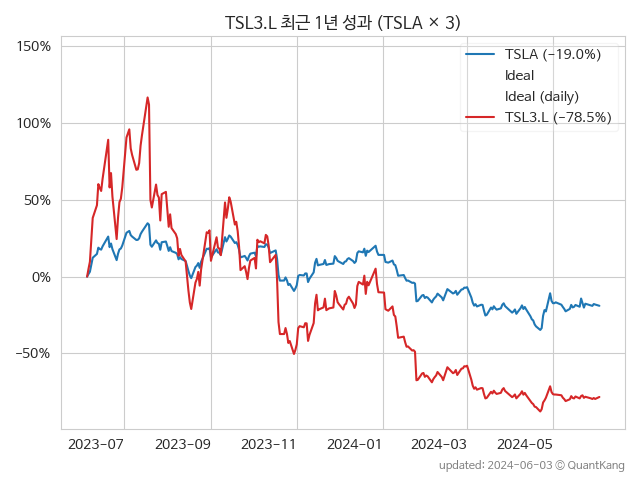 TSL3.L 최근 1년 성과 (TSLA × 3)
150%
100%
50%
0%
−50%
TSLA (−19.0%)
Ideal
Ideal (daily)
TSL3.L (−78.5%)
2023−07
2023−09
2023−11
2024−01
2024−03
2024−05
updated: 2024-06-03 © QuantKang